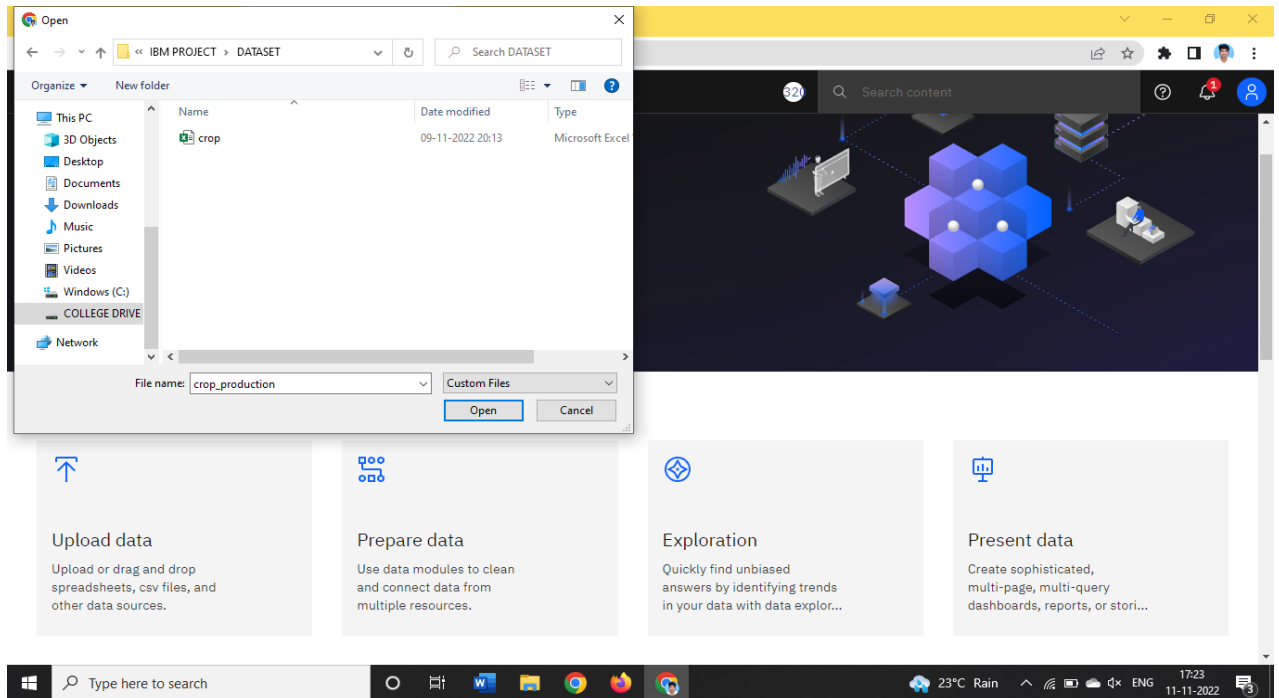 Open
« IBM PROJECT > DATASET
Search DATASET
Organize
New folder
This PC
3D Objects
Desktop
Documents
Downloads
Music
Pictures
Videos
Windows (C:)
COLLEGE DRIVE
Network
Name
Date modified
Type
crop
09-11-2022 20:13
Microsoft Excel
File name:
crop_production
Custom Files
Open
Cancel
320
Search content
1
Upload data
Upload or drag and drop
spreadsheets, csv files, and
other data sources.
Prepare data
Use data modules to clean
and connect data from
multiple resources.
Exploration
Quickly find unbiased
answers by identifying trends
in your data with data explor...
Present data
Create sophisticated,
multi-page, multi-query
dashboards, reports, or stori...
Type here to search
23°C Rain
ENG
17:23
11-11-2022
3